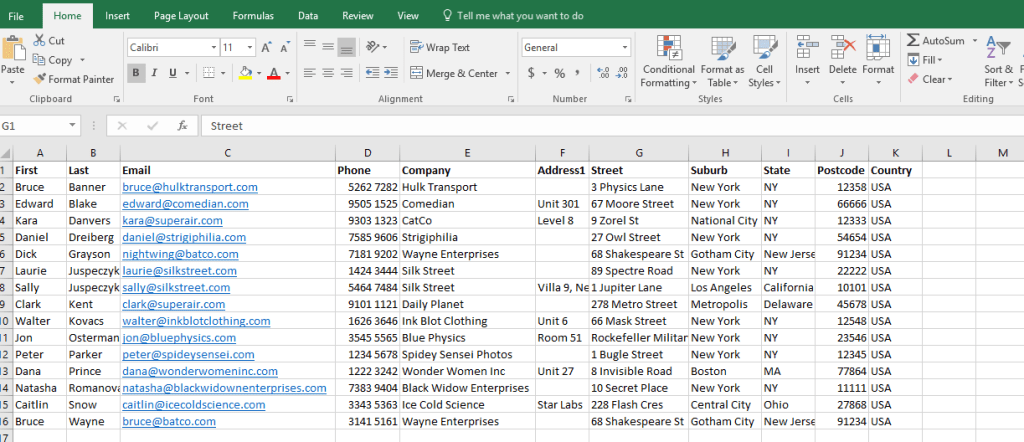 File Home Insert Page Layout Formulas Data Review View Tell me what you want to do
Cut Calibri 11 Wrap Text General AutoSum
Paste Copy Conditional Format as Cell Insert Delete Format Fill Sort &
Format Painter B I U Merge & Center $ % , Formatting Table Styles Clear Filter
Clipboard Font Alignment Number Styles Cells Editing
G1 fx Street
A B C D E F G H I J K L M
1 First Last Email Phone Company Address1 Street Suburb State Postcode Country
2 Bruce Banner bruce@hulktransport.com 5262 7282 Hulk Transport 3 Physics Lane New York NY 12358 USA
3 Edward Blake edward@comedian.com 9505 1525 Comedian Unit 301 67 Moore Street New York NY 66666 USA
4 Kara Danvers kara@superair.com 9303 1323 CatCo Level 8 9 Zorel St National City NY 12333 USA
5 Daniel Dreiberg daniel@strigiphilia.com 7585 9606 Strigiphilia 27 Owl Street New York NY 54654 USA
6 Dick Grayson nightwing@batco.com 7181 9202 Wayne Enterprises 68 Shakespeare St Gotham City New Jerse 91234 USA
7 Laurie Juspeczyk laurie@silkstreet.com 1424 3444 Silk Street 89 Spectre Road New York NY 22222 USA
8 Sally Juspeczyk sally@silkstreet.com 5464 7484 Silk Street Villa 9, Ne 1 Jupiter Lane Los Angeles California 10101 USA
9 Clark Kent clark@superair.com 9101 1121 Daily Planet 278 Metro Street Metropolis Delaware 45678 USA
10 Walter Kovacs walter@inkblotclothing.com 1626 3646 Ink Blot Clothing Unit 6 66 Mask Street New York NY 12548 USA
11 Jon Osterman jon@bluephysics.com 3545 5565 Blue Physics Room 51 Rockefeller Militar New York NY 23546 USA
12 Peter Parker peter@spideysensei.com 1234 5678 Spidey Sensei Photos 1 Bugle Street New York NY 12345 USA
13 Dana Prince dana@wonderwomeninc.com 1222 3242 Wonder Women Inc Unit 27 8 Invisible Road Boston MA 77864 USA
14 Natasha Romanova natasha@blackwidownenterprises.com 7383 9404 Black Widow Enterprises 10 Secret Place New York NY 11111 USA
15 Caitlin Snow caitlin@icecoldscience.com 3343 5363 Ice Cold Science Star Labs 228 Flash Cres Central City Ohio 27868 USA
16 Bruce Wayne bruce@batco.com 3141 5161 Wayne Enterprises 68 Shakespeare St Gotham City New Jerse 91234 USA
17